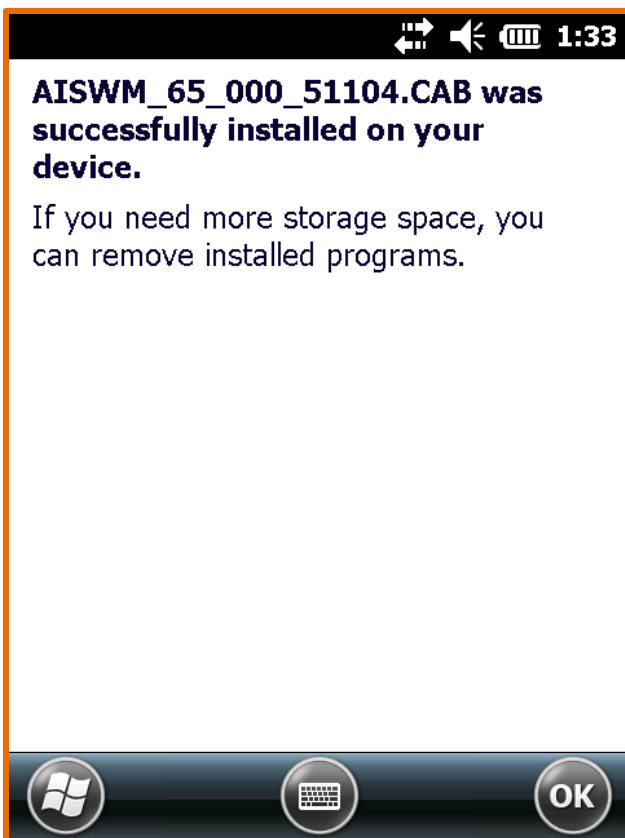 1:33
AISWM_65_000_51104.CAB was
successfully installed on your
device.
If you need more storage space, you
can remove installed programs.
OK